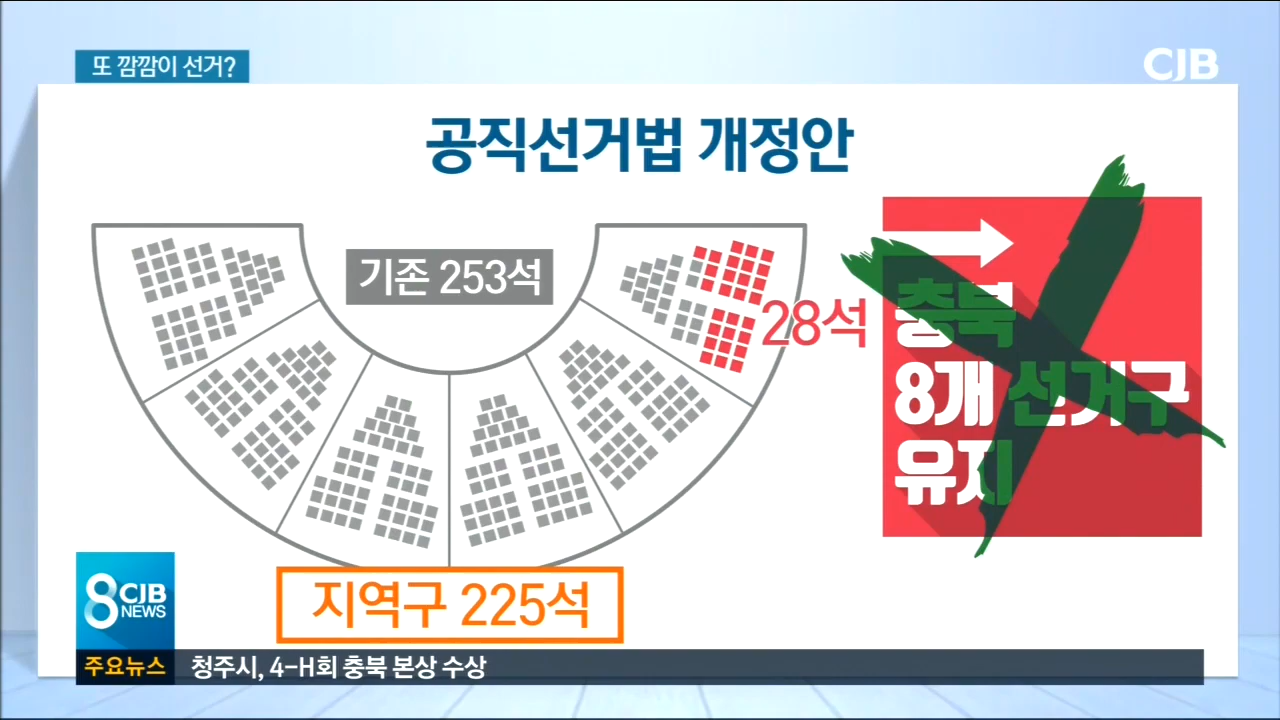 또 깜깜이 선거?
CJB
공직선거법 개정안
기존 253석
28석
충북
8개 선거구
유지
지역구 225석
8 CJB
NEWS
주요뉴스 청주시, 4-H회 충북 본상 수상